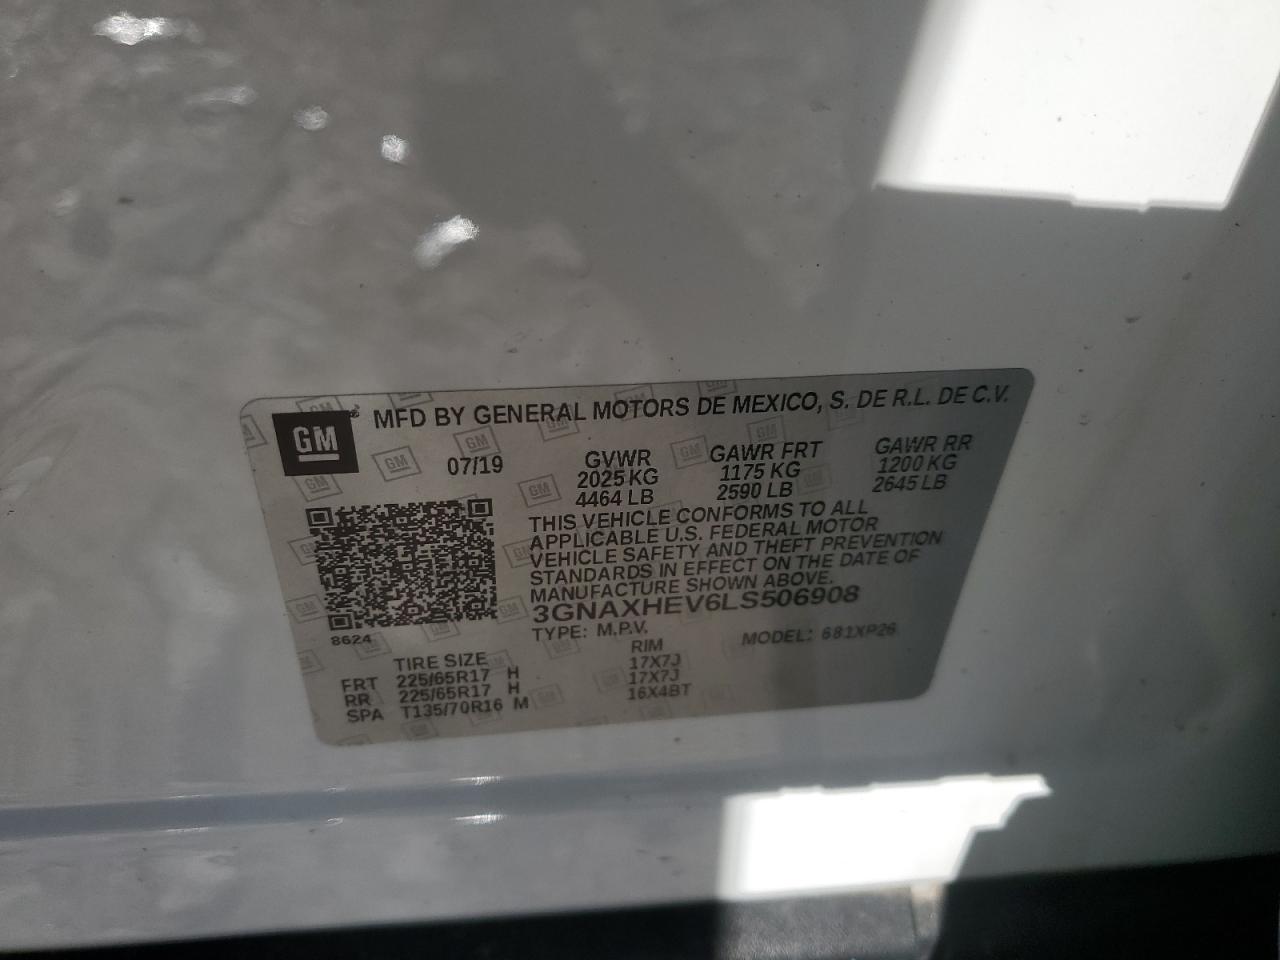 GM MFD BY GENERAL MOTORS DE MEXICO, S. DE R.L. DE C.V.
07/19 GVWR GAWR FRT GAWR RR
2025 KG 1175 KG 1200 KG
4464 LB 2590 LB 2645 LB
THIS VEHICLE CONFORMS TO ALL
APPLICABLE U.S. FEDERAL MOTOR
VEHICLE SAFETY AND THEFT PREVENTION
STANDARDS IN EFFECT ON THE DATE OF
MANUFACTURE SHOWN ABOVE.
3GNAXHEV6LS506908
8624 TYPE: M.P.V. MODEL: 681XP26
TIRE SIZE RIM
FRT 225/65R17 H 17X7J
RR 225/65R17 H 17X7J
SPA T135/70R16 M 16X4BT